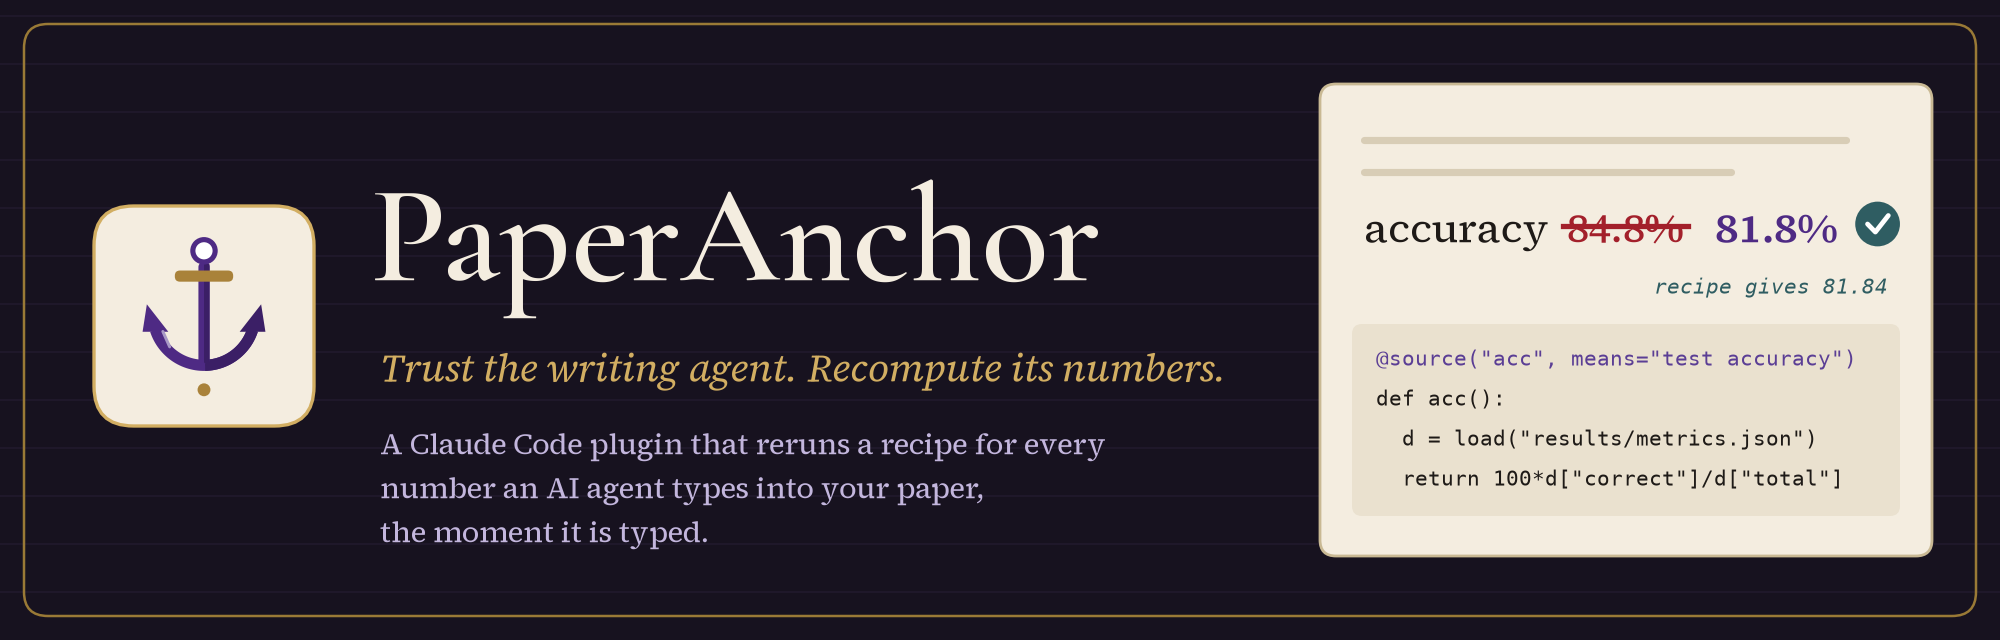 PaperAnchor
Trust the writing agent. Recompute its numbers.
A Claude Code plugin that reruns a recipe for every
number an AI agent types into your paper,
the moment it is typed.
accuracy 84.8% 81.8%
recipe gives 81.84
@source("acc", means="test accuracy")
def acc():
  d = load("results/metrics.json")
  return 100*d["correct"]/d["total"]